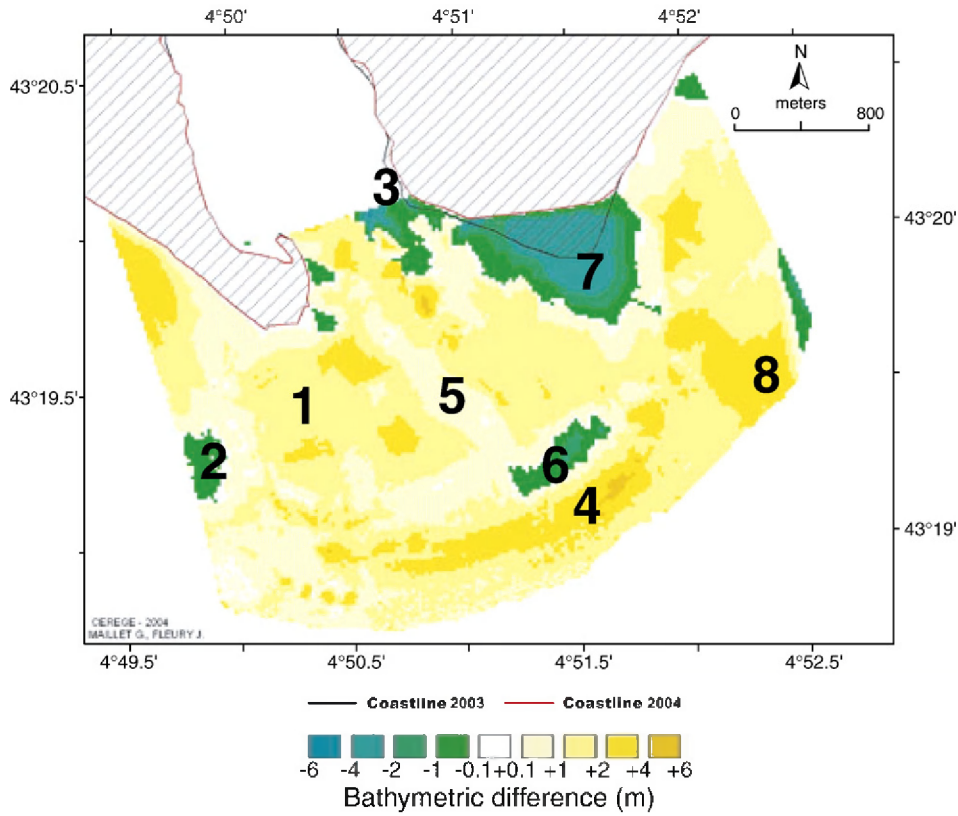 4°50' 4°51' 4°52'
43°20.5'
N
meters
0 800
3
43°20'
7
8
43°19.5'
1
5
2
6
4
43°19'
CEREGE - 2004
MAILLET G., FLEURY J.
4°49.5' 4°50.5' 4°51.5' 4°52.5'
Coastline 2003 Coastline 2004
-6 -4 -2 -1 -0.1 +0.1 +1 +2 +4 +6
Bathymetric difference (m)